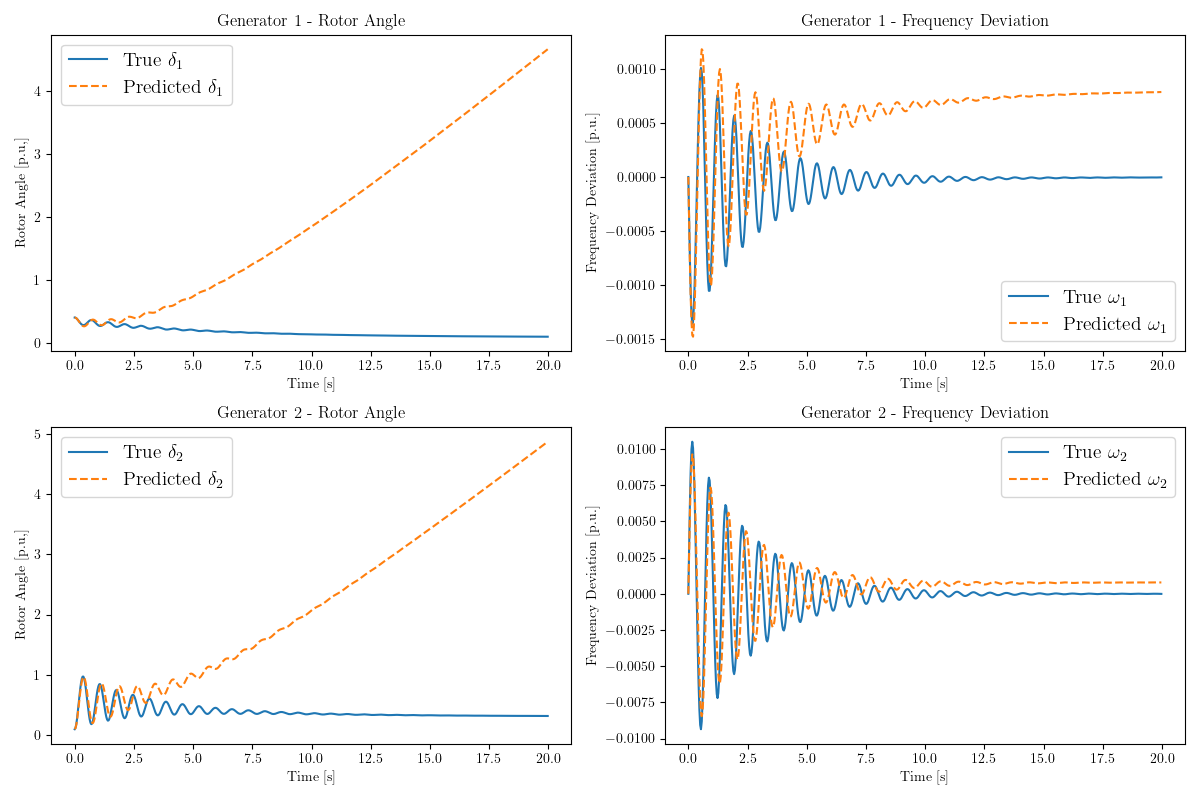 Generator 1 - Rotor Angle
True δ₁
Predicted δ₁
Rotor Angle [p.u.]
4
3
2
1
0
0.0 2.5 5.0 7.5 10.0 12.5 15.0 17.5 20.0
Time [s]
Generator 1 - Frequency Deviation
Frequency Deviation [p.u.]
0.0010
0.0005
0.0000
−0.0005
−0.0010
−0.0015
True ω₁
Predicted ω₁
0.0 2.5 5.0 7.5 10.0 12.5 15.0 17.5 20.0
Time [s]
Generator 2 - Rotor Angle
True δ₂
Predicted δ₂
Rotor Angle [p.u.]
5
4
3
2
1
0
0.0 2.5 5.0 7.5 10.0 12.5 15.0 17.5 20.0
Time [s]
Generator 2 - Frequency Deviation
True ω₂
Predicted ω₂
Frequency Deviation [p.u.]
0.0100
0.0075
0.0050
0.0025
0.0000
−0.0025
−0.0050
−0.0075
−0.0100
0.0 2.5 5.0 7.5 10.0 12.5 15.0 17.5 20.0
Time [s]